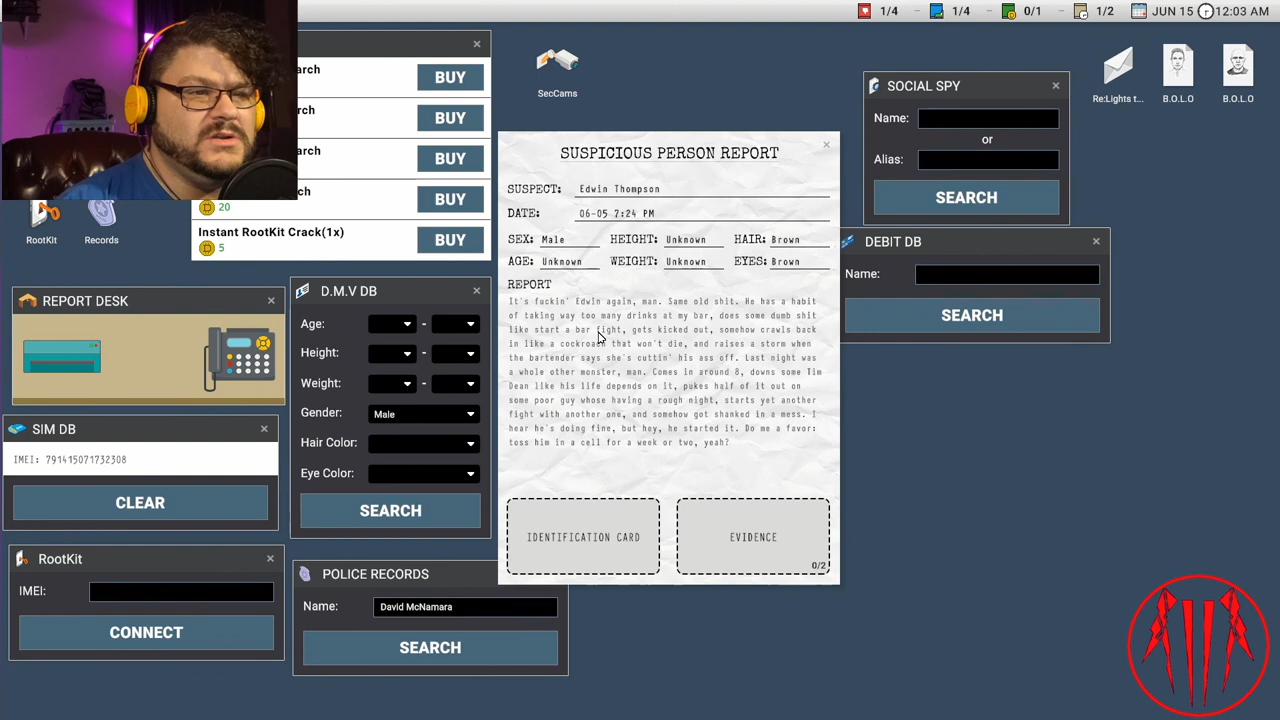 1/4
1/4
0/1
1/2
JUN 15
12:03 AM
arch
BUY
rch
BUY
arch
BUY
ch
20
BUY
Instant RootKit Crack(1x)
5
BUY
SecCams
Re:Lights t...
B.O.L.O
B.O.L.O
RootKit
Records
SOCIAL SPY
Name:
or
Alias:
SEARCH
DEBIT DB
Name:
SEARCH
SUSPICIOUS PERSON REPORT
SUSPECT: Edwin Thompson
DATE: 06-05 7:24 PM
SEX: Male HEIGHT: Unknown HAIR: Brown
AGE: Unknown WEIGHT: Unknown EYES: Brown
REPORT
It's fuckin' Edwin again, man. Same old shit. He has a habit
of taking way too many drinks at my bar, does some dumb shit
like start a bar fight, gets kicked out, somehow crawls back
in like a cockroach that won't die, and raises a storm when
the bartender says she's cuttin' his ass off. Last night was
a whole other monster, man. Comes in around 8, downs some Tim
Dean like his life depends on it, pukes half of it out on
some poor guy whose having a rough night, starts yet another
fight with another one, and somehow got shanked in a mess. I
hear he's doing fine, but hey, he started it. Do me a favor:
toss him in a cell for a week or two, yeah?
IDENTIFICATION CARD
EVIDENCE
0/2
REPORT DESK
SIM DB
IMEI: 791415071732308
CLEAR
RootKit
IMEI:
CONNECT
D.M.V DB
Age: -
Height: -
Weight: -
Gender: Male
Hair Color:
Eye Color:
SEARCH
POLICE RECORDS
Name: David McNamara
SEARCH